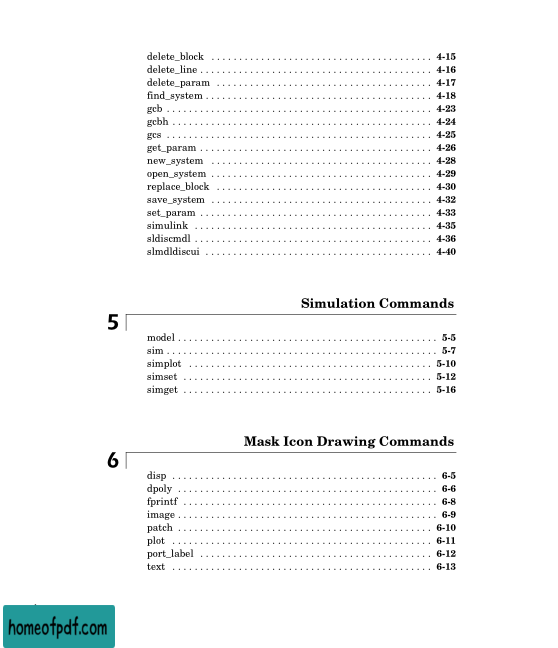 delete_block . . . . . . . . . . . . . . . . . . . . . . . . . . . . . . . . . . . . . . 4-15
delete_line . . . . . . . . . . . . . . . . . . . . . . . . . . . . . . . . . . . . . . . . 4-16
delete_param . . . . . . . . . . . . . . . . . . . . . . . . . . . . . . . . . . . . . 4-17
find_system . . . . . . . . . . . . . . . . . . . . . . . . . . . . . . . . . . . . . . . 4-18
gcb . . . . . . . . . . . . . . . . . . . . . . . . . . . . . . . . . . . . . . . . . . . . . . 4-23
gcbh . . . . . . . . . . . . . . . . . . . . . . . . . . . . . . . . . . . . . . . . . . . . . 4-24
gcs . . . . . . . . . . . . . . . . . . . . . . . . . . . . . . . . . . . . . . . . . . . . . . 4-25
get_param . . . . . . . . . . . . . . . . . . . . . . . . . . . . . . . . . . . . . . . . 4-26
new_system . . . . . . . . . . . . . . . . . . . . . . . . . . . . . . . . . . . . . . 4-28
open_system . . . . . . . . . . . . . . . . . . . . . . . . . . . . . . . . . . . . . . 4-29
replace_block . . . . . . . . . . . . . . . . . . . . . . . . . . . . . . . . . . . . . 4-30
save_system . . . . . . . . . . . . . . . . . . . . . . . . . . . . . . . . . . . . . . 4-32
set_param . . . . . . . . . . . . . . . . . . . . . . . . . . . . . . . . . . . . . . . . 4-33
simulink . . . . . . . . . . . . . . . . . . . . . . . . . . . . . . . . . . . . . . . . . 4-35
sldiscmdl . . . . . . . . . . . . . . . . . . . . . . . . . . . . . . . . . . . . . . . . . 4-36
slmdldiscui . . . . . . . . . . . . . . . . . . . . . . . . . . . . . . . . . . . . . . . 4-40
Simulation Commands
5
model . . . . . . . . . . . . . . . . . . . . . . . . . . . . . . . . . . . . . . . . . . . . . 5-5
sim . . . . . . . . . . . . . . . . . . . . . . . . . . . . . . . . . . . . . . . . . . . . . . . 5-7
simplot . . . . . . . . . . . . . . . . . . . . . . . . . . . . . . . . . . . . . . . . . . 5-10
simset . . . . . . . . . . . . . . . . . . . . . . . . . . . . . . . . . . . . . . . . . . . 5-12
simget . . . . . . . . . . . . . . . . . . . . . . . . . . . . . . . . . . . . . . . . . . . 5-16
Mask Icon Drawing Commands
6
disp . . . . . . . . . . . . . . . . . . . . . . . . . . . . . . . . . . . . . . . . . . . . . . 6-5
dpoly . . . . . . . . . . . . . . . . . . . . . . . . . . . . . . . . . . . . . . . . . . . . . 6-6
fprintf . . . . . . . . . . . . . . . . . . . . . . . . . . . . . . . . . . . . . . . . . . . . 6-8
image . . . . . . . . . . . . . . . . . . . . . . . . . . . . . . . . . . . . . . . . . . . . . 6-9
patch . . . . . . . . . . . . . . . . . . . . . . . . . . . . . . . . . . . . . . . . . . . . 6-10
plot . . . . . . . . . . . . . . . . . . . . . . . . . . . . . . . . . . . . . . . . . . . . . 6-11
port_label . . . . . . . . . . . . . . . . . . . . . . . . . . . . . . . . . . . . . . . . 6-12
text . . . . . . . . . . . . . . . . . . . . . . . . . . . . . . . . . . . . . . . . . . . . . 6-13
homeofpdf.com